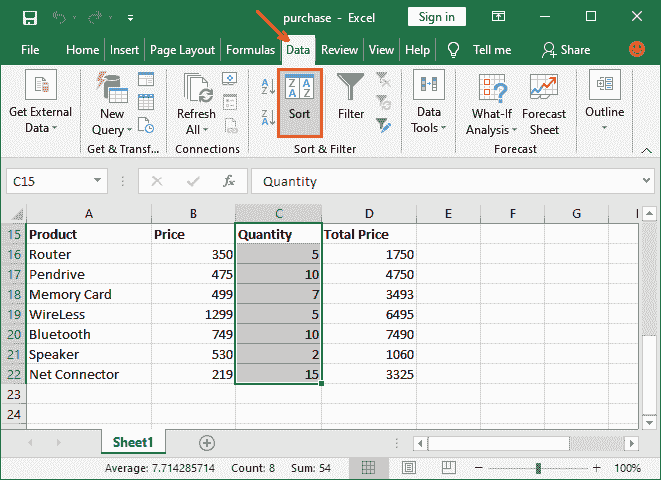 purchase - Excel
Sign in
File Home Insert Page Layout Formulas Data Review View Help Tell me Share
Get External Data
New Query
Refresh All
A Z
Z A
Z A A Z
Sort
Filter
Data Tools
What-If Analysis
Forecast Sheet
Outline
Get & Transf... Connections Sort & Filter Forecast
C15 fx Quantity
A B C D E F G
15 Product Price Quantity Total Price
16 Router 350 5 1750
17 Pendrive 475 10 4750
18 Memory Card 499 7 3493
19 WireLess 1299 5 6495
20 Bluetooth 749 10 7490
21 Speaker 530 2 1060
22 Net Connector 219 15 3325
23
24
Sheet1
Average: 7.714285714 Count: 8 Sum: 54 100%